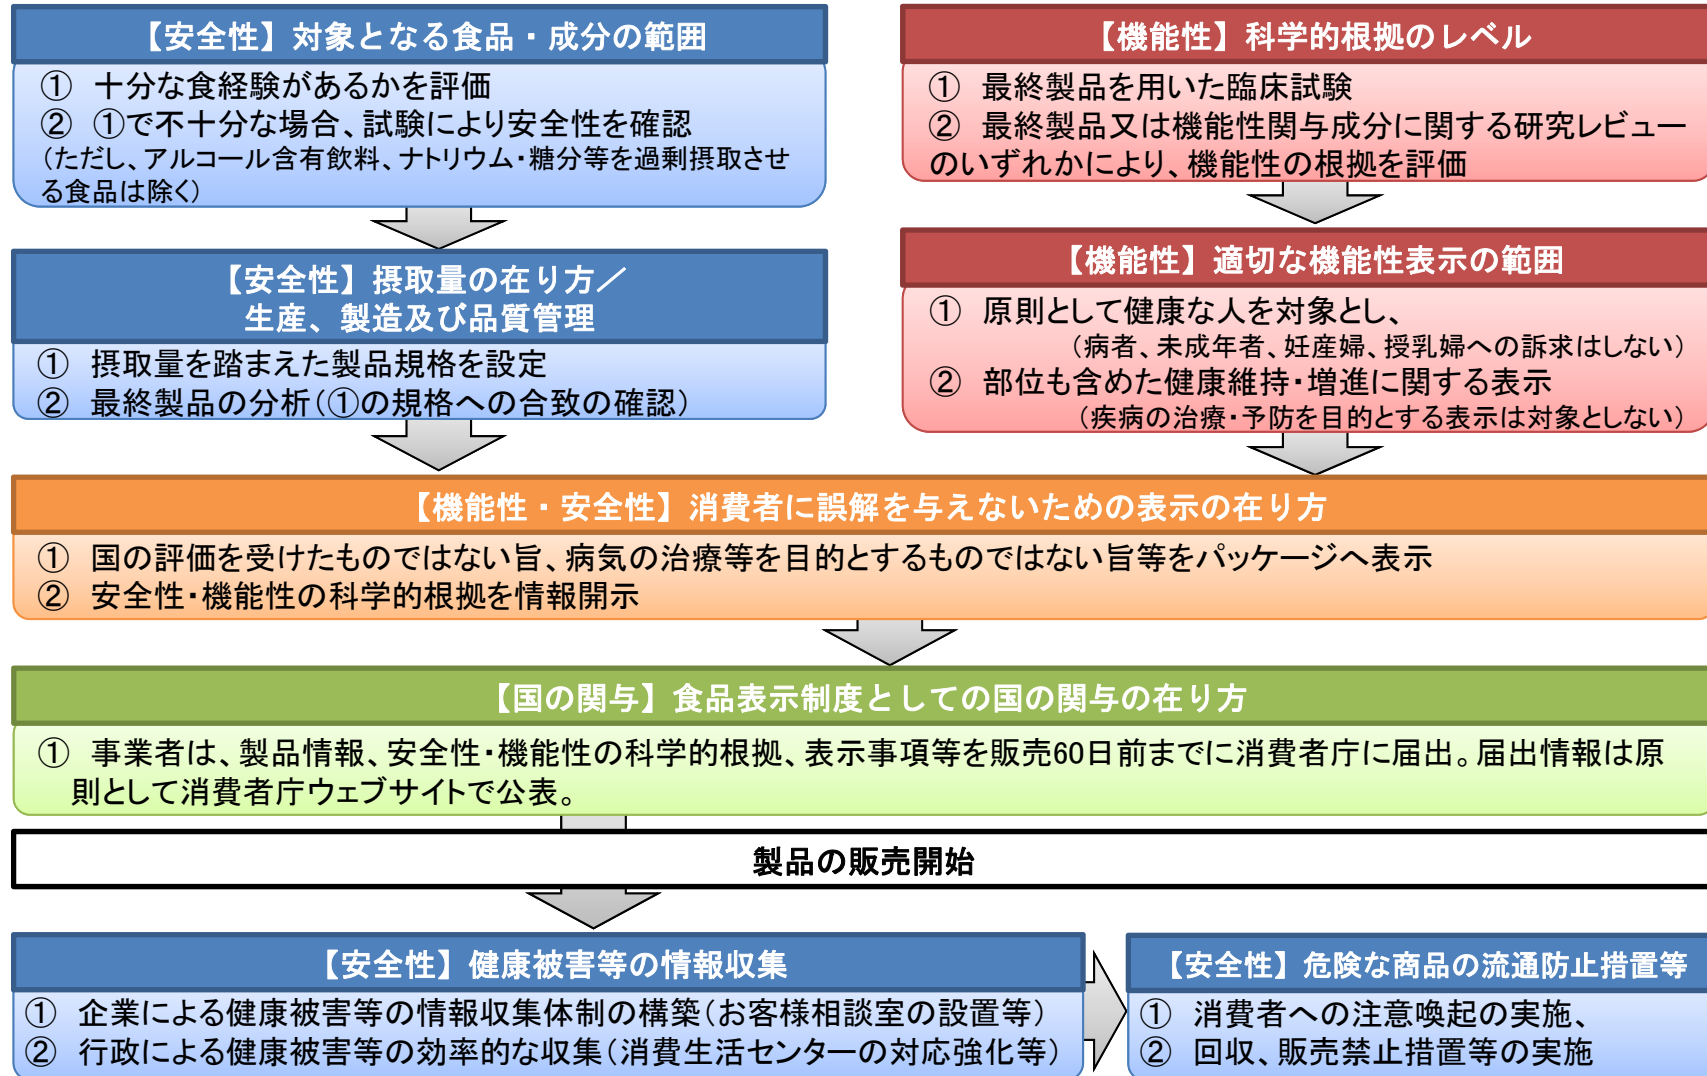 【安全性】対象となる食品・成分の範囲
① 十分な食経験があるかを評価
② ①で不十分な場合、試験により安全性を確認
(ただし、アルコール含有飲料、ナトリウム・糖分等を過剰摂取させ
る食品は除く)
【機能性】科学的根拠のレベル
① 最終製品を用いた臨床試験
② 最終製品又は機能性関与成分に関する研究レビュー
のいずれかにより、機能性の根拠を評価
【安全性】摂取量の在り方／
生産、製造及び品質管理
① 摂取量を踏まえた製品規格を設定
② 最終製品の分析(①の規格への合致の確認)
【機能性】適切な機能性表示の範囲
① 原則として健康な人を対象とし、
(病者、未成年者、妊産婦、授乳婦への訴求はしない)
② 部位も含めた健康維持・増進に関する表示
(疾病の治療・予防を目的とする表示は対象としない)
【機能性・安全性】消費者に誤解を与えないための表示の在り方
① 国の評価を受けたものではない旨、病気の治療等を目的とするものではない旨等をパッケージへ表示
② 安全性・機能性の科学的根拠を情報開示
【国の関与】食品表示制度としての国の関与の在り方
① 事業者は、製品情報、安全性・機能性の科学的根拠、表示事項等を販売60日前までに消費者庁に届出。届出情報は原
則として消費者庁ウェブサイトで公表。
製品の販売開始
【安全性】健康被害等の情報収集
① 企業による健康被害等の情報収集体制の構築(お客様相談室の設置等)
② 行政による健康被害等の効率的な収集(消費生活センターの対応強化等)
【安全性】危険な商品の流通防止措置等
① 消費者への注意喚起の実施、
② 回収、販売禁止措置等の実施